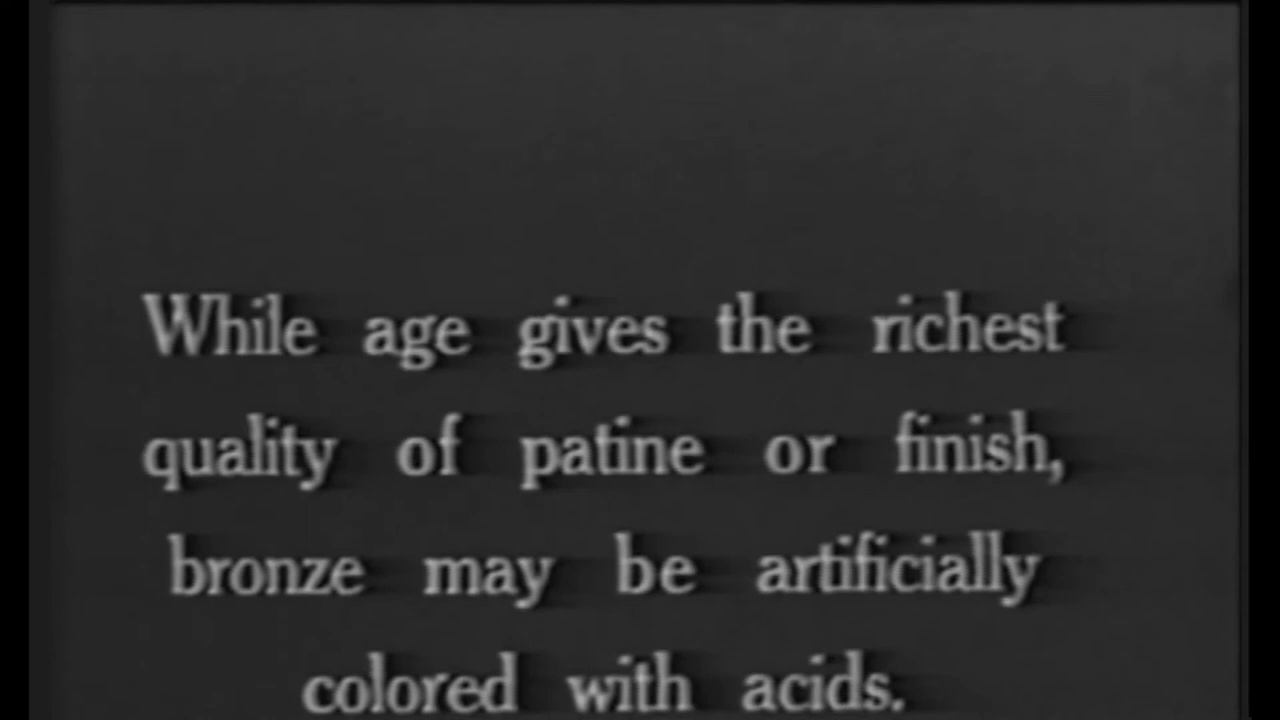 While age gives the richest
quality of patine or finish,
bronze may be artificially
colored with acids.